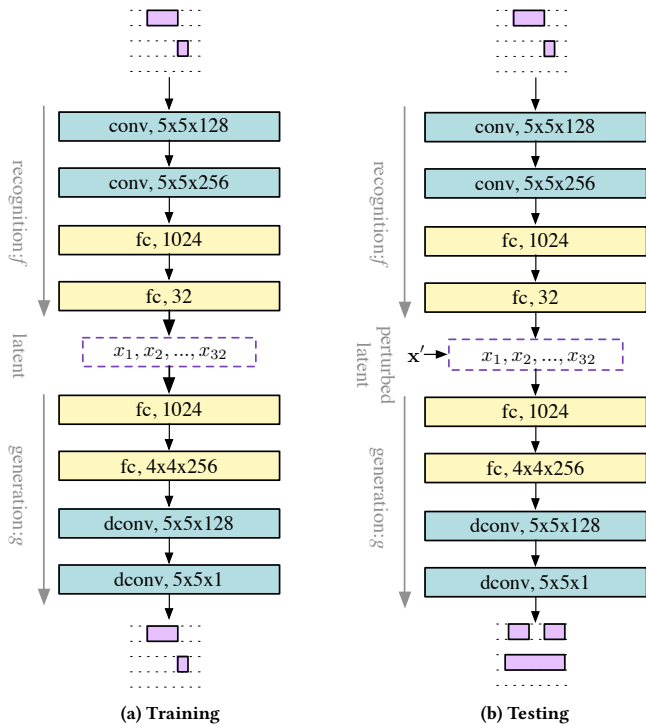 recognition:f
conv, 5x5x128
conv, 5x5x256
fc, 1024
fc, 32
latent
x₁, x₂, ..., x₃₂
generation:g
fc, 1024
fc, 4x4x256
dconv, 5x5x128
dconv, 5x5x1
(a) Training
recognition:f
conv, 5x5x128
conv, 5x5x256
fc, 1024
fc, 32
perturbed
latent
x′
x₁, x₂, ..., x₃₂
generation:g
fc, 1024
fc, 4x4x256
dconv, 5x5x128
dconv, 5x5x1
(b) Testing